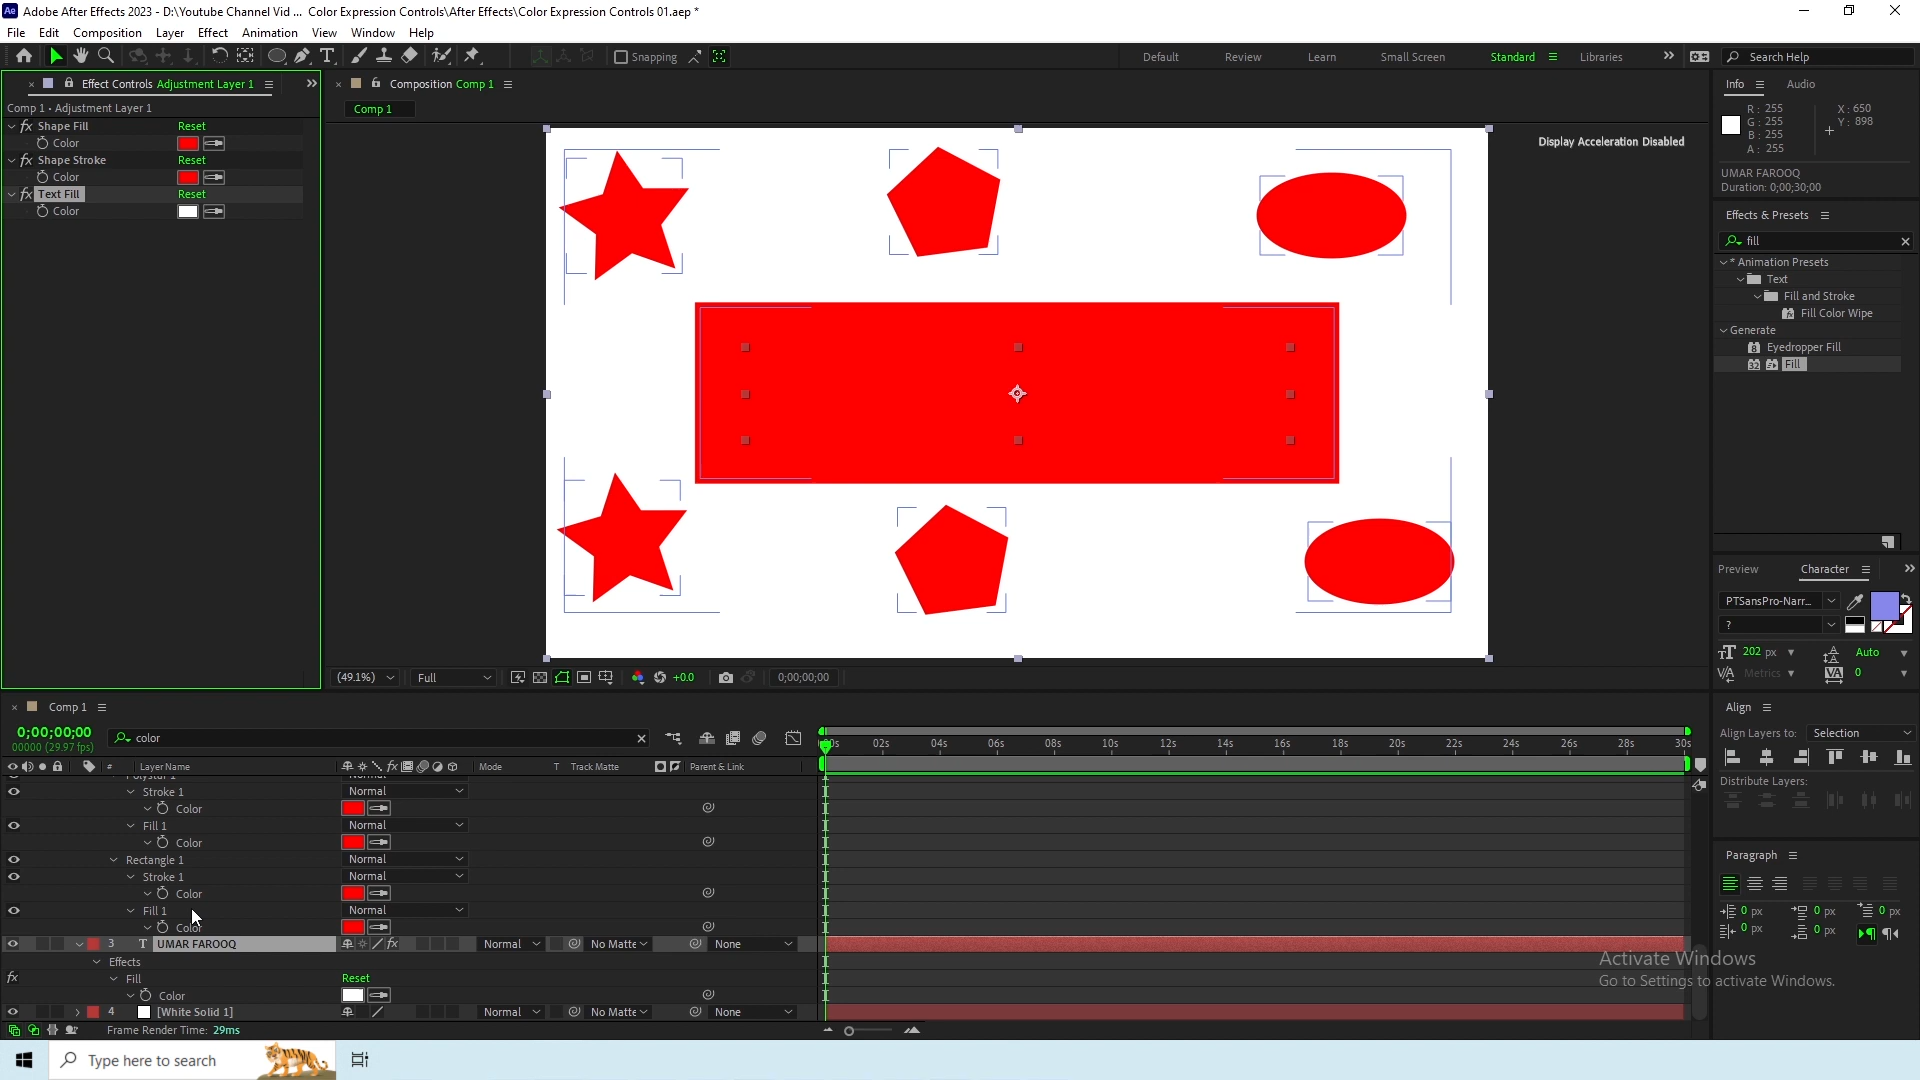 Adobe After Effects 2023 - D:\Youtube Channel Vid ... Color Expression Controls\After Effects\Color Expression Controls 01.aep *
File Edit Composition Layer Effect Animation View Window Help
Snapping Default Review Learn Small Screen Standard Libraries Search Help
Effect Controls Adjustment Layer 1
Comp 1 • Adjustment Layer 1
fx Shape Fill Reset
Color
fx Shape Stroke Reset
Color
fx Text Fill Reset
Color
Composition Comp 1
Comp 1
Display Acceleration Disabled
(49.1%) Full +0.0 0;00;00;00
Info Audio
R: 255 X: 650
G: 255 Y: 898
B: 255
A: 255
UMAR FAROOQ
Duration: 0;00;30;00
Effects & Presets
fill
* Animation Presets
Text
Fill and Stroke
Fill Color Wipe
Generate
Eyedropper Fill
Fill
Preview Character
PTSansPro-Narr...
?
202 px Auto
Metrics 0
Align
Align Layers to: Selection
Distribute Layers:
Paragraph
0 px 0 px 0 px
0 px 0 px
Comp 1
0;00;00;00
00000 (29.97 fps)
color
# Layer Name Mode T Track Matte Parent & Link
00s 02s 04s 06s 08s 10s 12s 14s 16s 18s 20s 22s 24s 26s 28s 30s
Polystar 1 Normal
Stroke 1 Normal
Color
Fill 1 Normal
Color
Rectangle 1 Normal
Stroke 1 Normal
Color
Fill 1 Normal
Color
3 T UMAR FAROOQ fx Normal No Matte None
Effects
fx Fill Reset
Color
4 [White Solid 1] Normal No Matte None
Frame Render Time: 29ms
Activate Windows
Go to Settings to activate Windows.
Type here to search